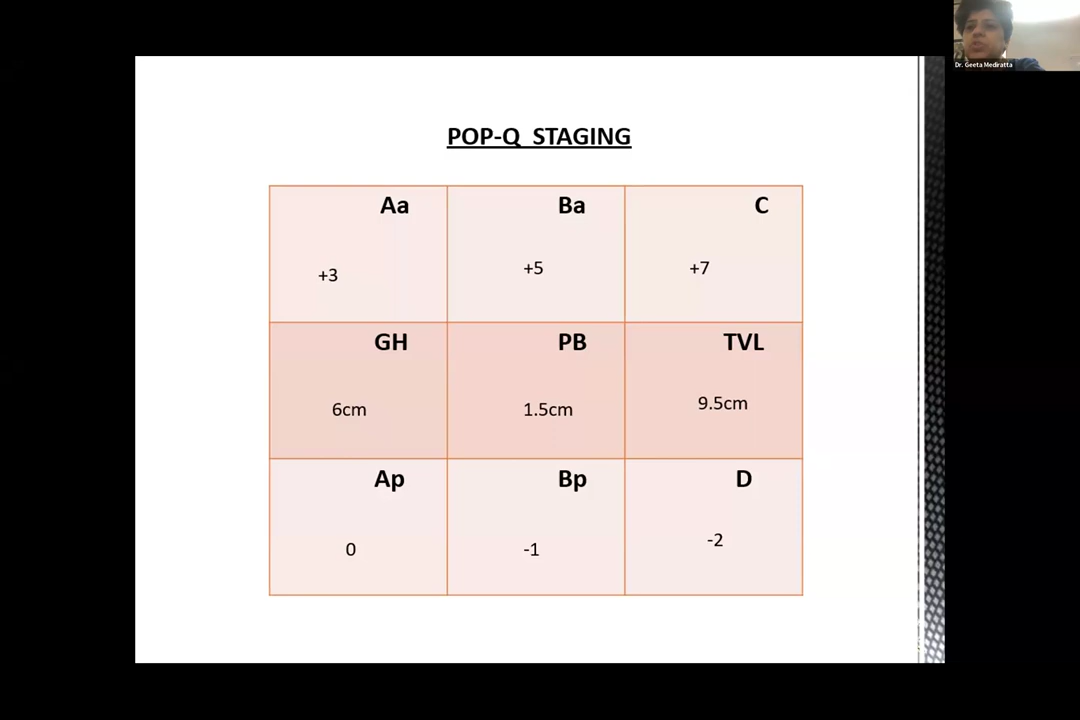 Dr. Geeta Mediratta
POP-Q STAGING
Aa Ba C
+3 +5 +7
GH PB TVL
6cm 1.5cm 9.5cm
Ap Bp D
0 -1 -2